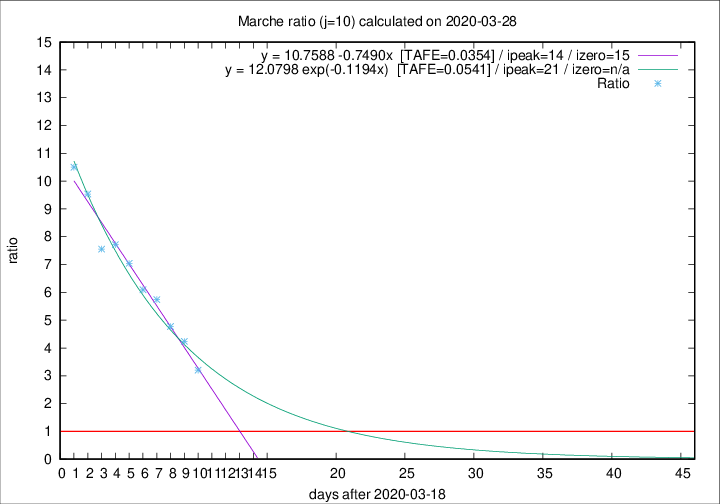 Marche ratio (j=10) calculated on 2020-03-28
y = 10.7588 -0.7490x [TAFE=0.0354] / ipeak=14 / izero=15
y = 12.0798 exp(-0.1194x) [TAFE=0.0541] / ipeak=21 / izero=n/a
Ratio
15
14
13
12
11
10
9
8
7
6
5
4
3
2
1
0
ratio
0 1 2 3 4 5 6 7 8 9 10 11 12 13 14 15 20 25 30 35 40 45
days after 2020-03-18